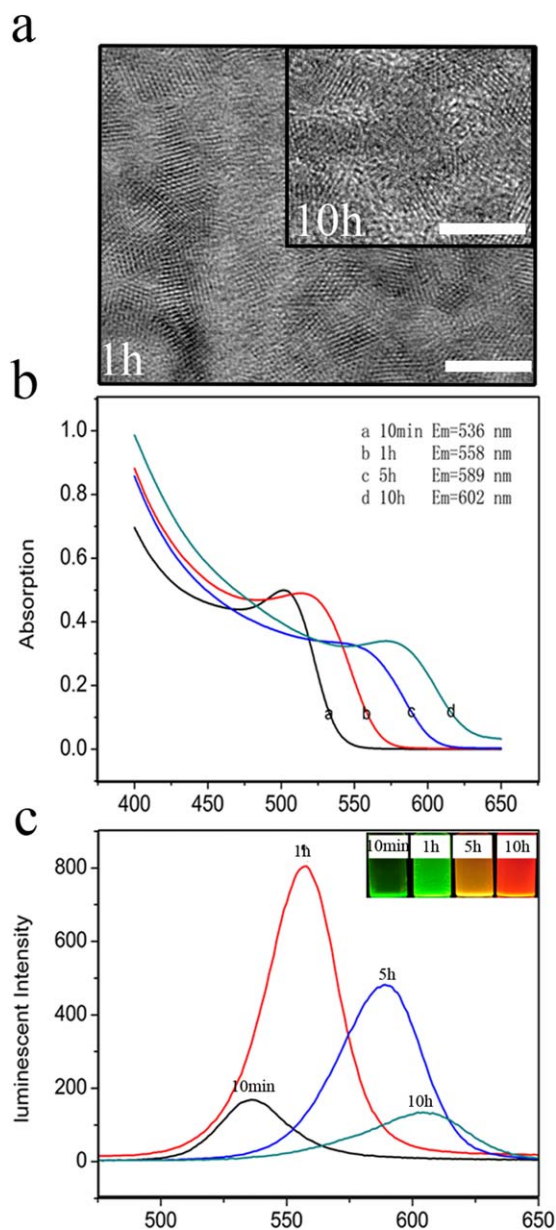 a
10h
1h
b
1.0
0.8
0.6
0.4
0.2
0.0
Absorption
a 10min Em=536 nm
b 1h Em=558 nm
c 5h Em=589 nm
d 10h Em=602 nm
a b c d
400 450 500 550 600 650
c
800
600
400
200
0
luminescent Intensity
10min 1h 5h 10h
1h
5h
10min
10h
500 550 600 650